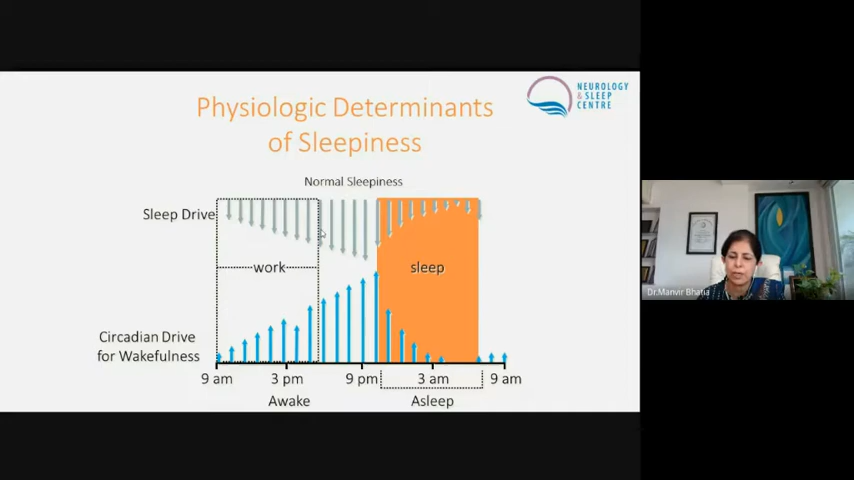 NEUROLOGY
& SLEEP
CENTRE
Physiologic Determinants
of Sleepiness
Normal Sleepiness
Sleep Drive
work
sleep
Circadian Drive
for Wakefulness
9 am 3 pm 9 pm 3 am 9 am
Awake Asleep
Dr.Manvir Bhatia